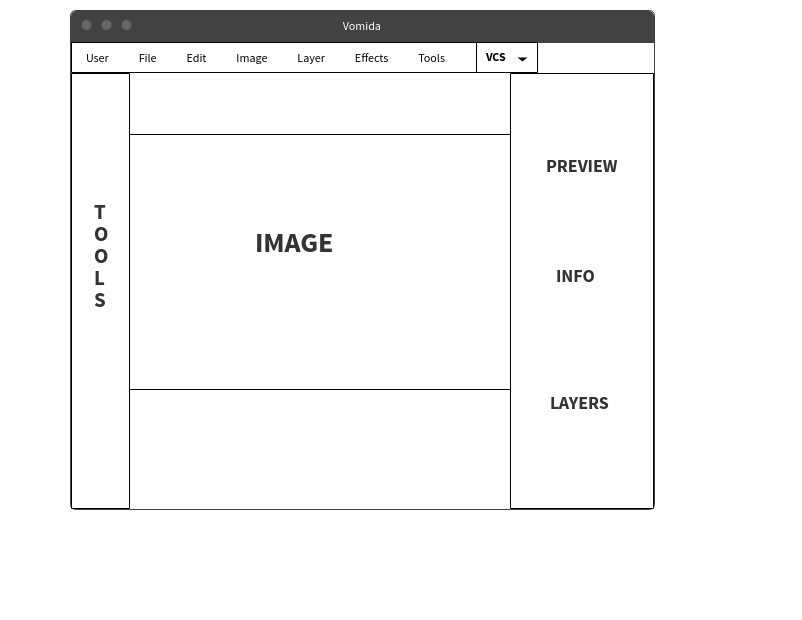 Vomida
User File Edit Image Layer Effects Tools VCS
PREVIEW
T
O
O
L
S
IMAGE
INFO
LAYERS